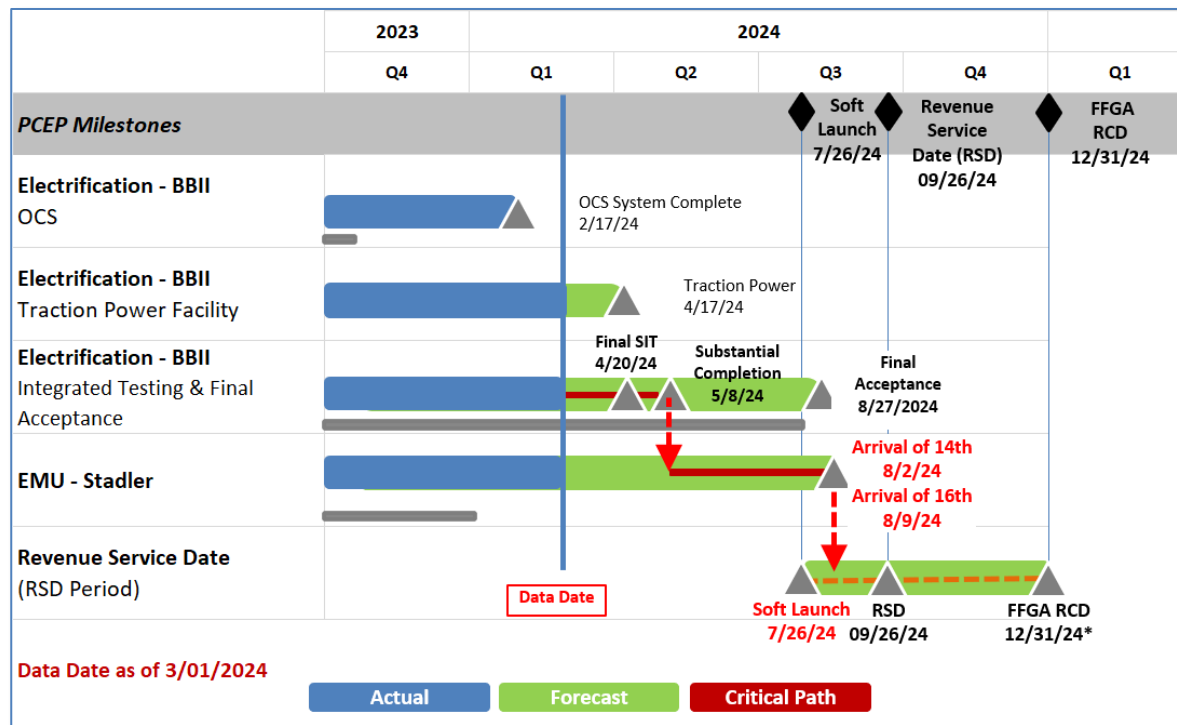 2023
2024
Q4
Q1
Q2
Q3
Q4
Q1
PCEP Milestones
Soft
Launch
7/26/24
Revenue
Service
Date (RSD)
09/26/24
FFGA
RCD
12/31/24
Electrification - BBII
OCS
OCS System Complete
2/17/24
Electrification - BBII
Traction Power Facility
Traction Power
4/17/24
Electrification - BBII
Integrated Testing & Final
Acceptance
Final SIT
4/20/24
Substantial
Completion
5/8/24
Final
Acceptance
8/27/2024
EMU - Stadler
Arrival of 14th
8/2/24
Arrival of 16th
8/9/24
Revenue Service Date
(RSD Period)
Data Date
Soft Launch
7/26/24
RSD
09/26/24
FFGA RCD
12/31/24*
Data Date as of 3/01/2024
Actual
Forecast
Critical Path